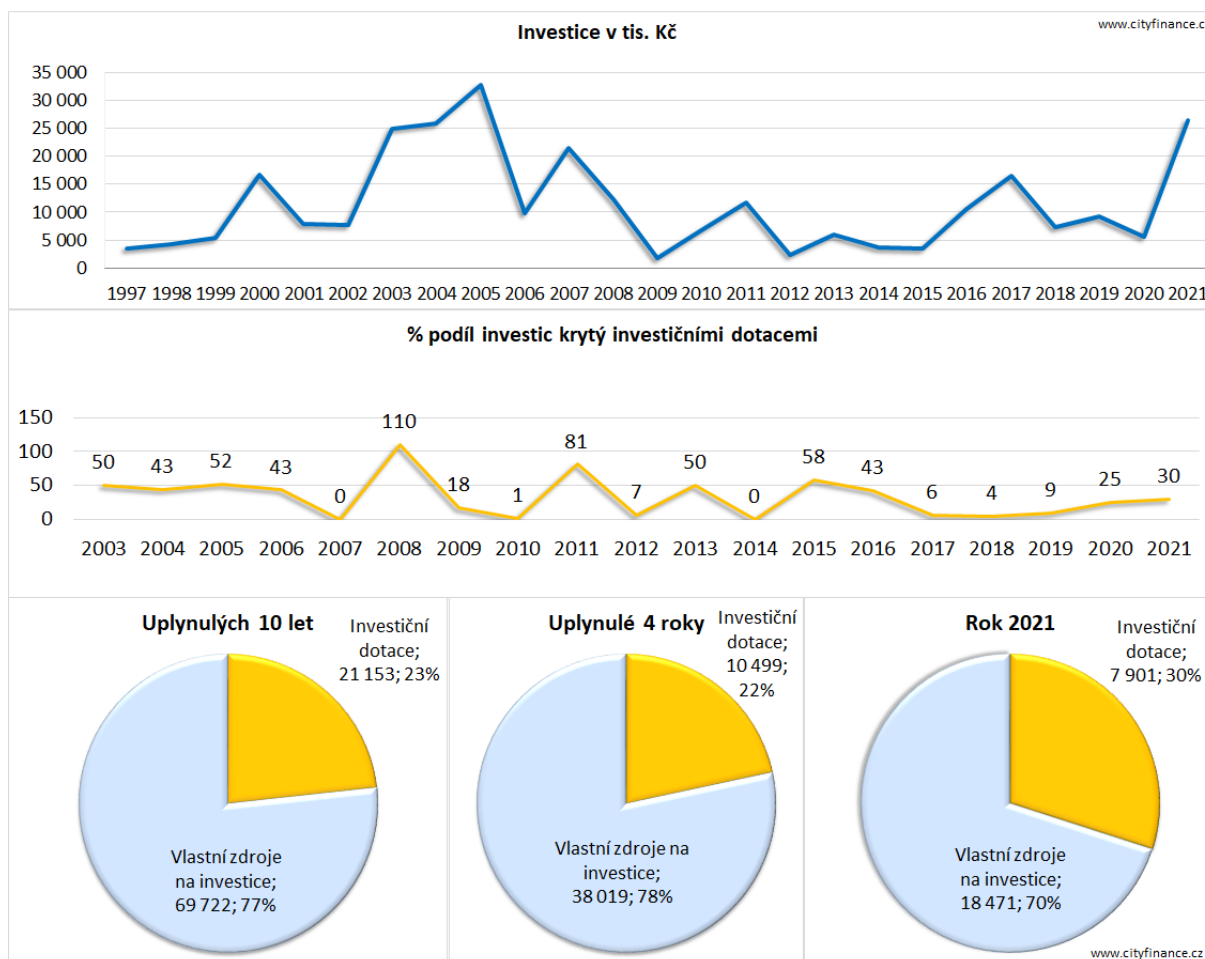 Investice v tis. Kč
www.cityfinance.c
35 000
30 000
25 000
20 000
15 000
10 000
5 000
0
1997 1998 1999 2000 2001 2002 2003 2004 2005 2006 2007 2008 2009 2010 2011 2012 2013 2014 2015 2016 2017 2018 2019 2020 2021
% podíl investic krytý investičními dotacemi
150
100
50
0
50 43 52 43 0 110 18 1 81 7 50 0 58 43 6 4 9 25 30
2003 2004 2005 2006 2007 2008 2009 2010 2011 2012 2013 2014 2015 2016 2017 2018 2019 2020 2021
Uplynulých 10 let
Investiční
dotace;
21 153; 23%
Vlastní zdroje
na investice;
69 722; 77%
Uplynulé 4 roky
Investiční
dotace;
10 499;
22%
Vlastní zdroje na
investice;
38 019; 78%
Rok 2021
Investiční
dotace;
7 901; 30%
Vlastní zdroje
na investice;
18 471; 70%
www.cityfinance.cz